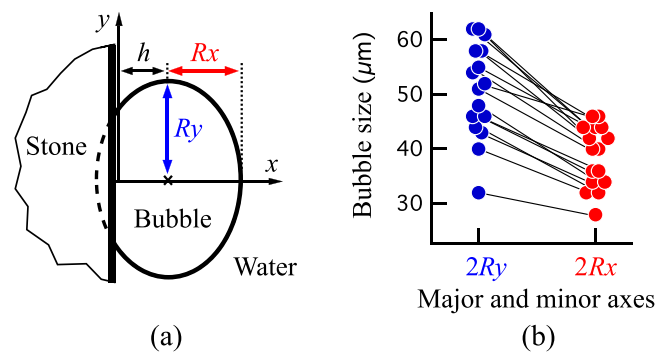 y
h
Rx
Ry
Stone
x
Bubble
Water
(a)
Bubble size (μm)
60
50
40
30
2Ry
2Rx
Major and minor axes
(b)